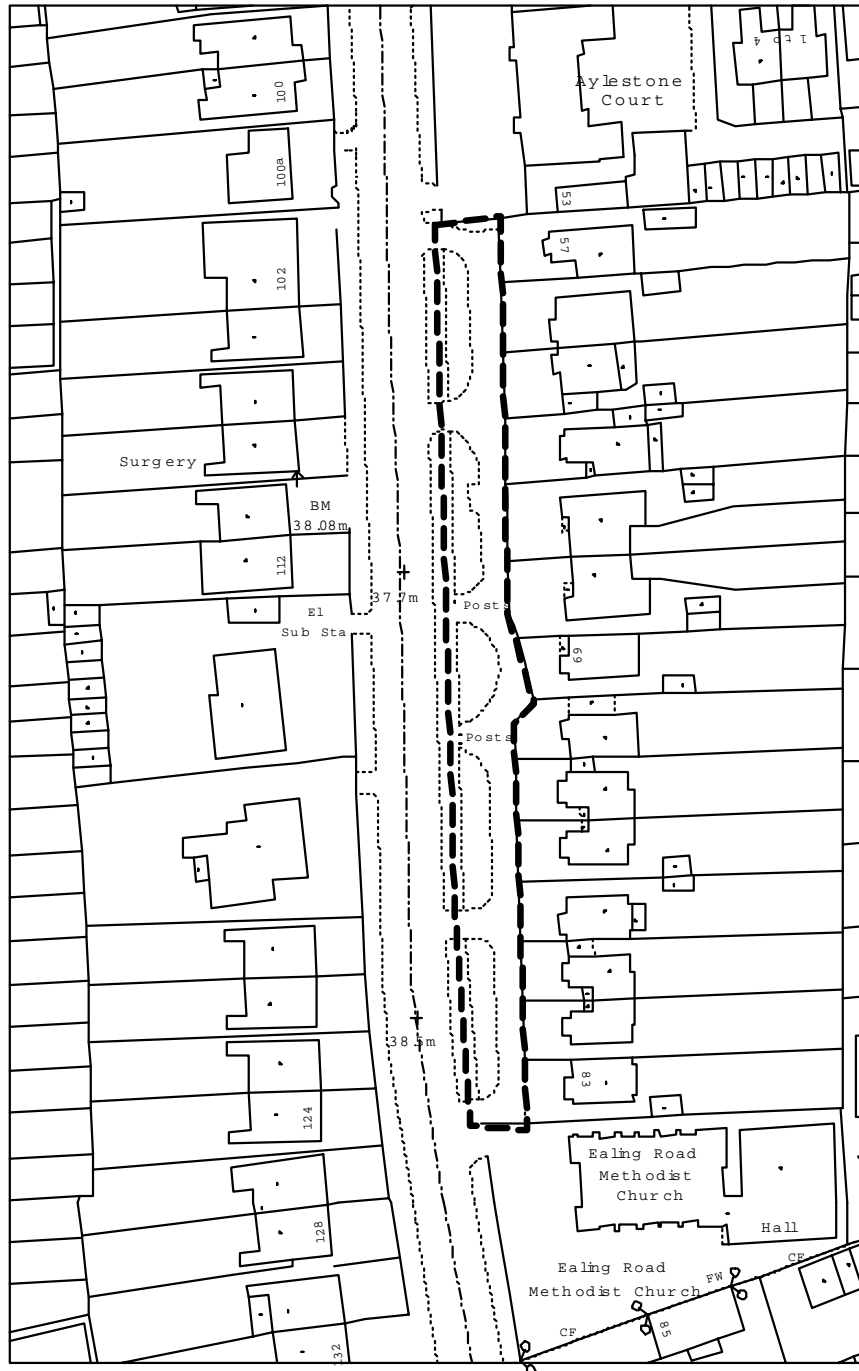 1 to 4
Aylestone
Court
100
100a
53
57
102
Surgery
BM
38.08m
112
37.7m
Posts
El
Sub Sta
69
Posts
38.5m
83
124
Ealing Road
Methodist
Church
Hall
128
CF
Ealing Road
Methodist Church
FW
85
CF
132